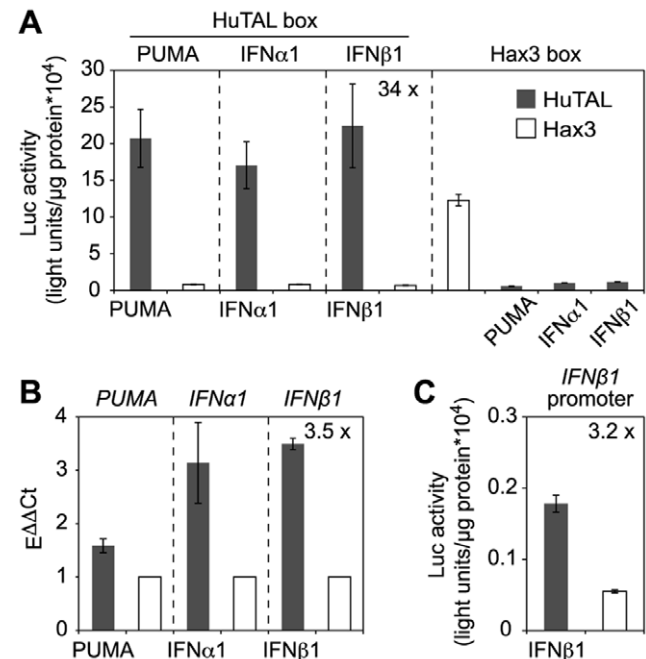 A
HuTAL box
PUMA IFNα1 IFNβ1 Hax3 box
Luc activity
(light units/µg protein*10⁴)
30
25
20
15
10
5
0
34 x
HuTAL
Hax3
PUMA IFNα1 IFNβ1
PUMA IFNα1 IFNβ1
B
PUMA IFNα1 IFNβ1
EΔΔCt
4
3
2
1
0
3.5 x
PUMA IFNα1 IFNβ1
C
IFNβ1
promoter
Luc activity
(light units/µg protein*10⁴)
0.3
0.2
0.1
0
3.2 x
IFNβ1